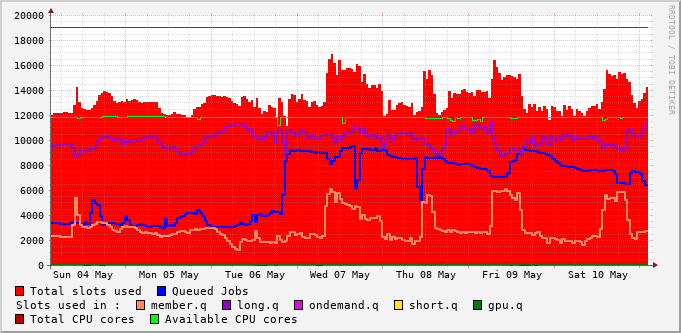 20000
18000
16000
14000
12000
10000
8000
6000
4000
2000
0
Sun 04 May Mon 05 May Tue 06 May Wed 07 May Thu 08 May Fri 09 May Sat 10 May
Total slots used Queued Jobs
Slots used in : member.q long.q ondemand.q short.q gpu.q
Total CPU cores Available CPU cores
RRDTOOL / TOBI OETIKER